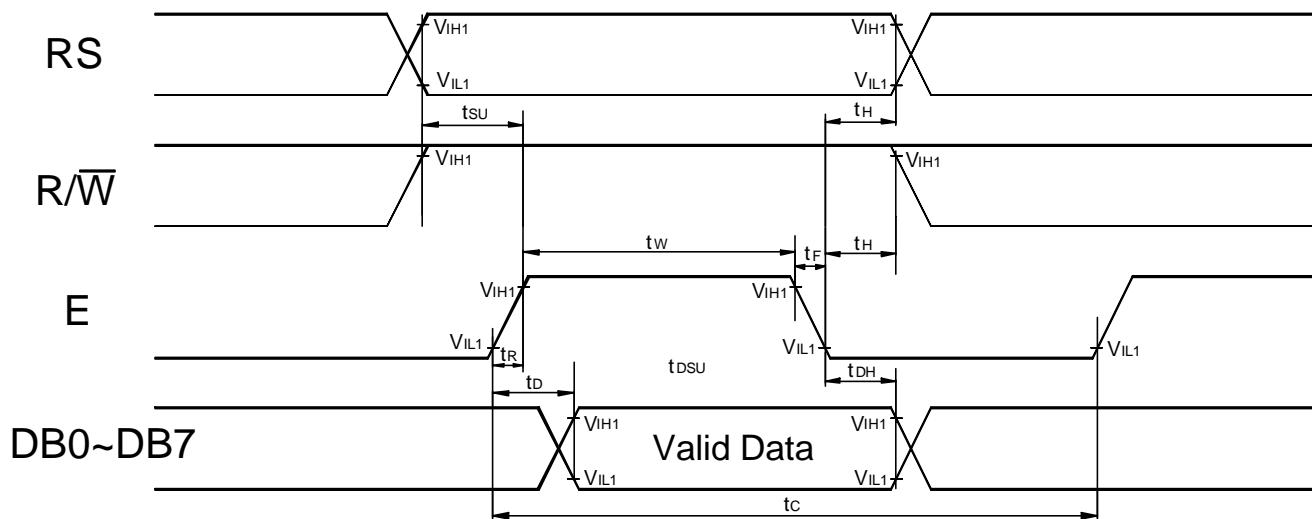 RS
VIH1
VIH1
VIL1
VIL1
tSU
tH
R/W̅
VIH1
VIH1
tW
tF
tH
E
VIH1
VIH1
VIL1
VIL1
VIL1
tR
tDSU
tD
tDH
DB0~DB7
VIH1
VIH1
Valid Data
VIL1
VIL1
tC